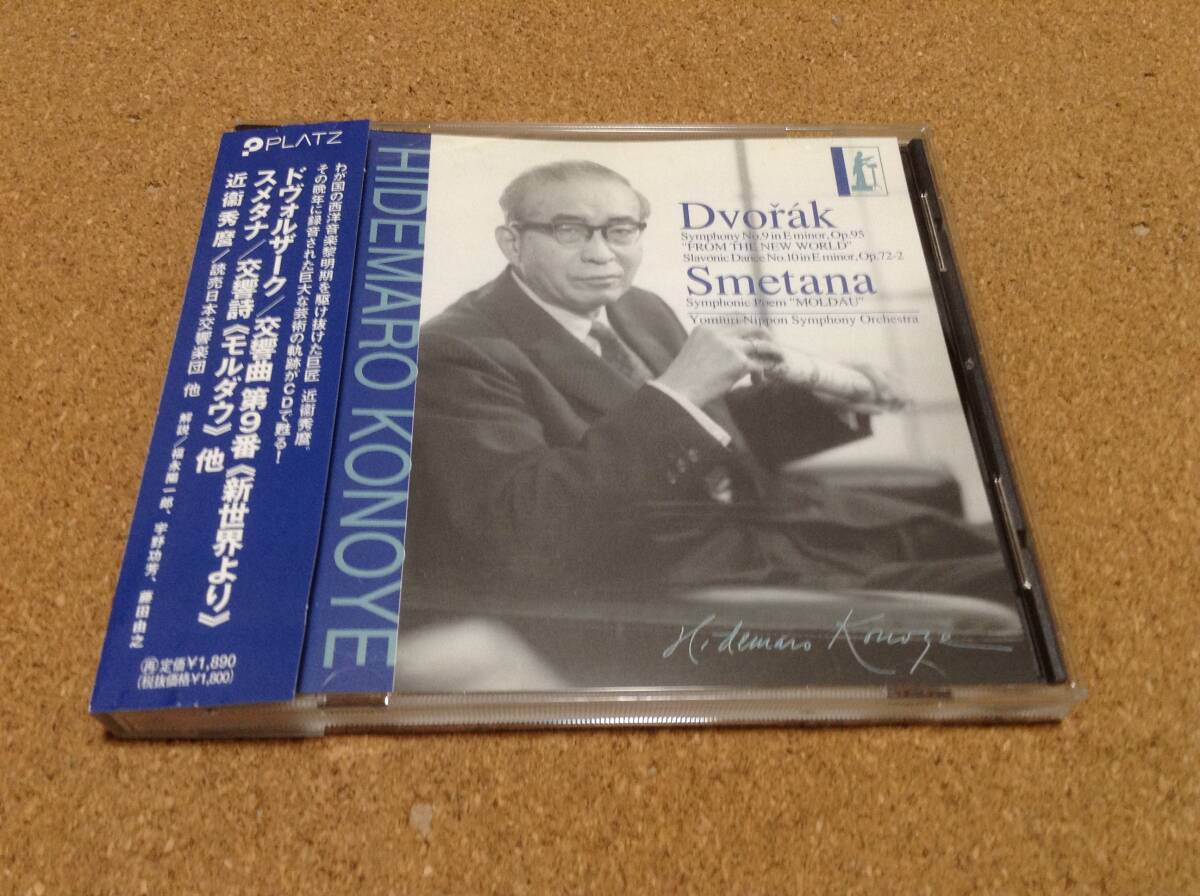 PLATZ
わが国の西洋音楽黎明期を駆け抜けた巨匠 近衞秀麿。
その晩年に録音された巨大な芸術の軌跡がCDで甦る!
ドヴォルザーク/交響曲 第9番《新世界より》
スメタナ/交響詩《モルダウ》 他
近衞秀麿/読売日本交響楽団 他
解説/福永陽一郎、宇野功芳、藤田由之
再 定価¥1,890
(税抜価格¥1,800)
HIDEMARO KONOYE
Dvořák
Symphony No.9 in E minor, Op.95
"FROM THE NEW WORLD"
Slavonic Dance No.10 in E minor, Op.72-2
Smetana
Symphonic Poem "MOLDAU"
Yomiuri Nippon Symphony Orchestra
Hidemaro Konoye